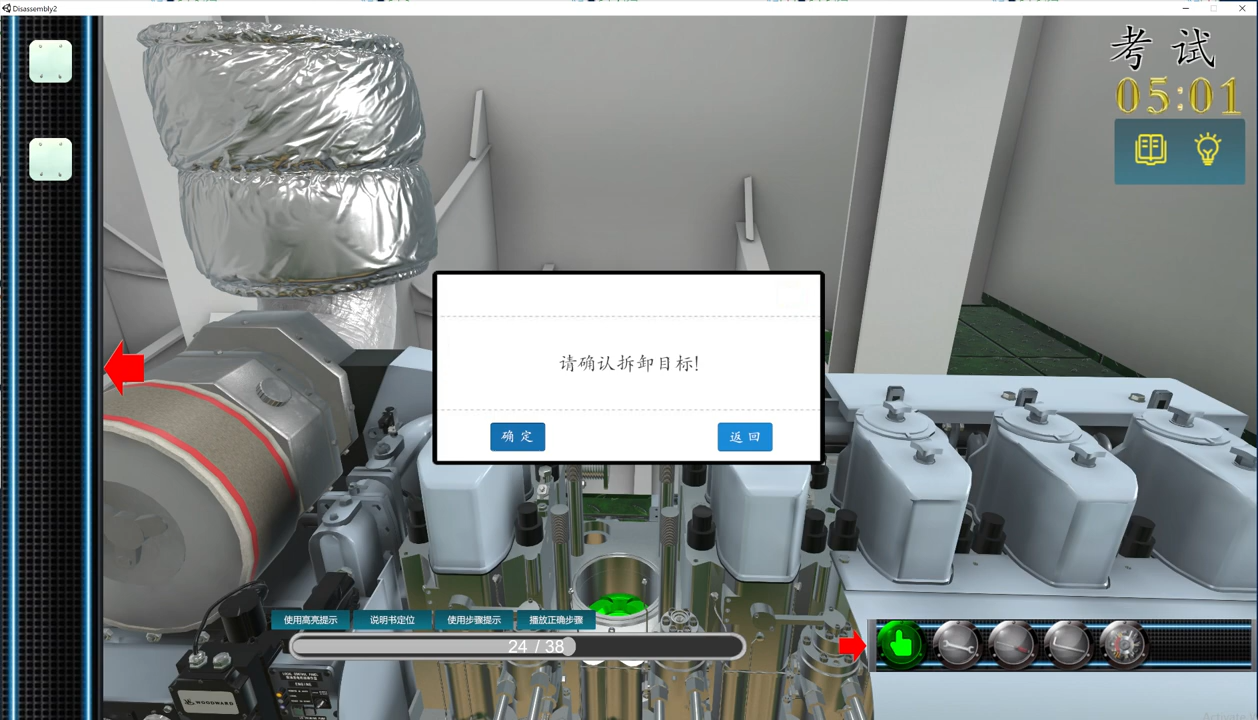 Disassembly2
考 试
05:01
请确认拆卸目标!
确 定
返 回
使用高亮提示
说明书定位
使用步骤提示
播放正确步骤
24 / 38
WOODWARD